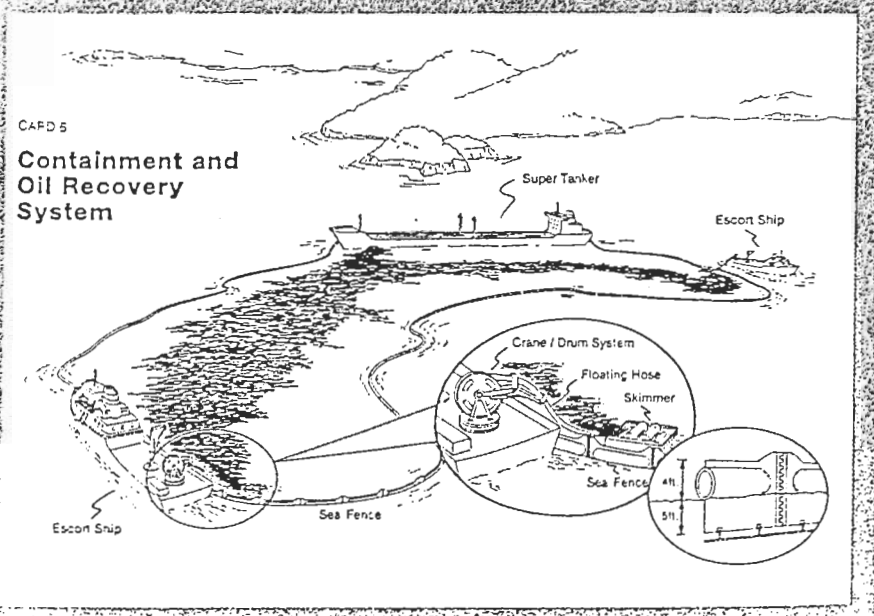 CARD 5
Containment and
Oil Recovery
System
Super Tanker
Escort Ship
Crane / Drum System
Floating Hose
Skimmer
Sea Fence
4ft.
5ft.
Sea Fence
Escort Ship